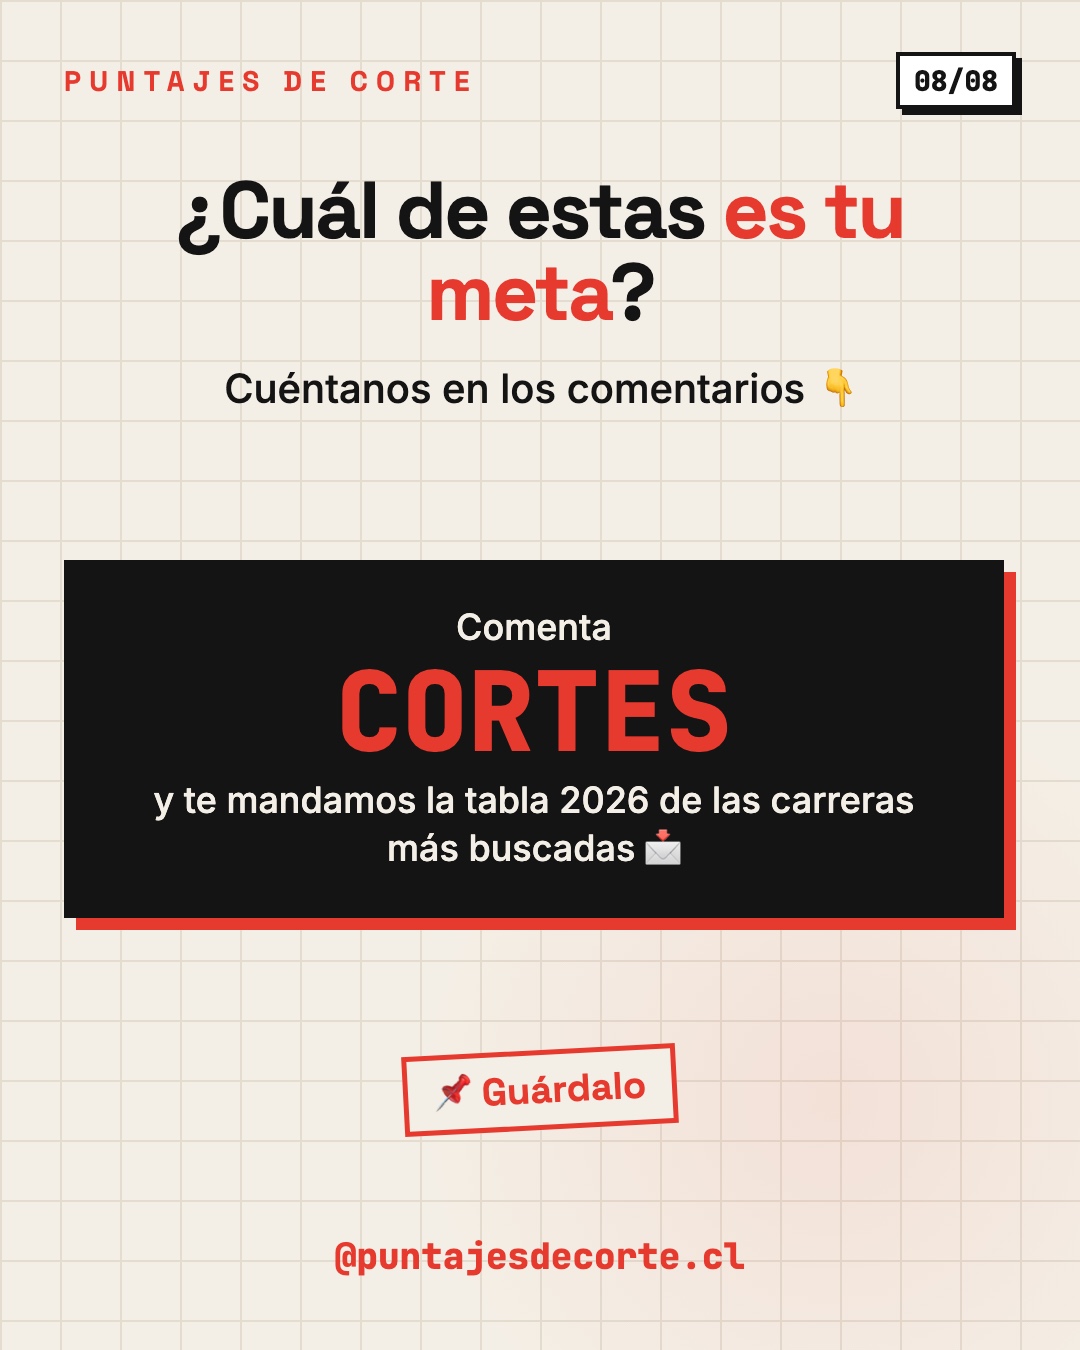 PUNTAJES DE CORTE
08/08
¿Cuál de estas es tu
meta?
Cuéntanos en los comentarios 👇
Comenta
CORTES
y te mandamos la tabla 2026 de las carreras
más buscadas 📩
📌 Guárdalo
@puntajesdecorte.cl